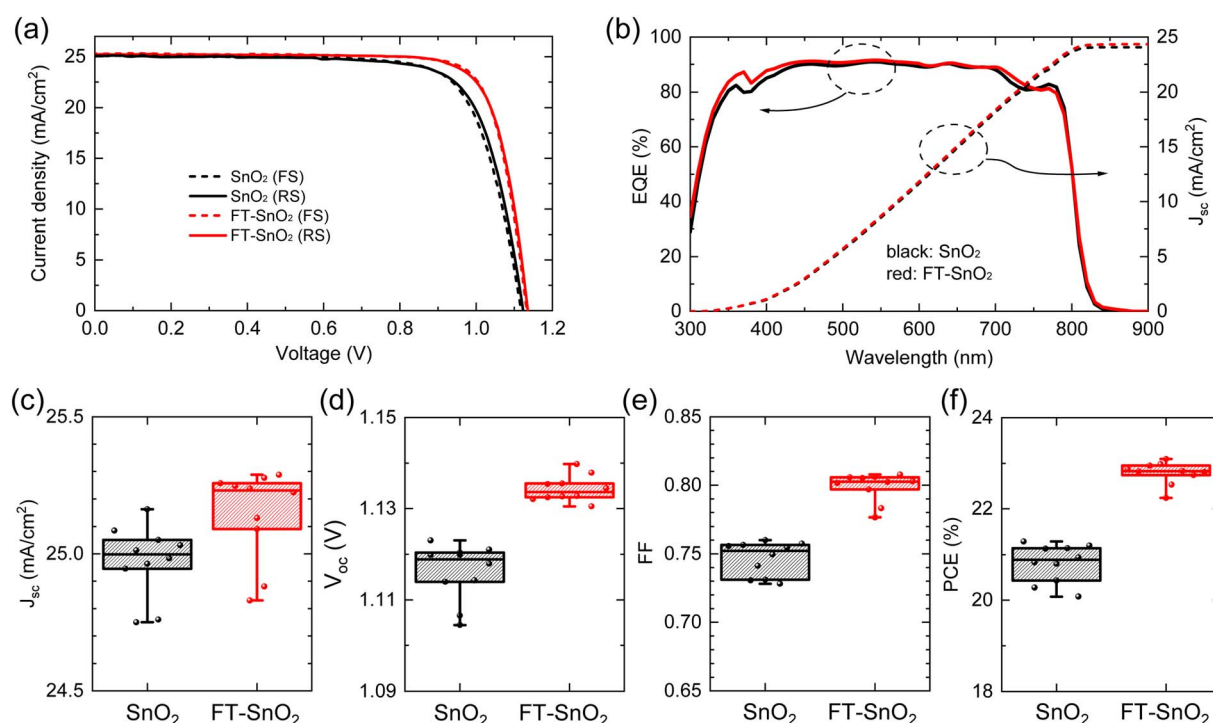 (a)
Current density (mA/cm²)
30
25
20
15
10
5
0
SnO₂ (FS)
SnO₂ (RS)
FT-SnO₂ (FS)
FT-SnO₂ (RS)
0.0 0.2 0.4 0.6 0.8 1.0 1.2
Voltage (V)
(b)
EQE (%)
100
80
60
40
20
0
25
20
15
10
5
0
J_sc (mA/cm²)
black: SnO₂
red: FT-SnO₂
300 400 500 600 700 800 900
Wavelength (nm)
(c)
J_sc (mA/cm²)
25.5
25.0
24.5
SnO₂ FT-SnO₂
(d)
V_oc (V)
1.15
1.13
1.11
1.09
SnO₂ FT-SnO₂
(e)
FF
0.85
0.80
0.75
0.70
0.65
SnO₂ FT-SnO₂
(f)
PCE (%)
24
22
20
18
SnO₂ FT-SnO₂